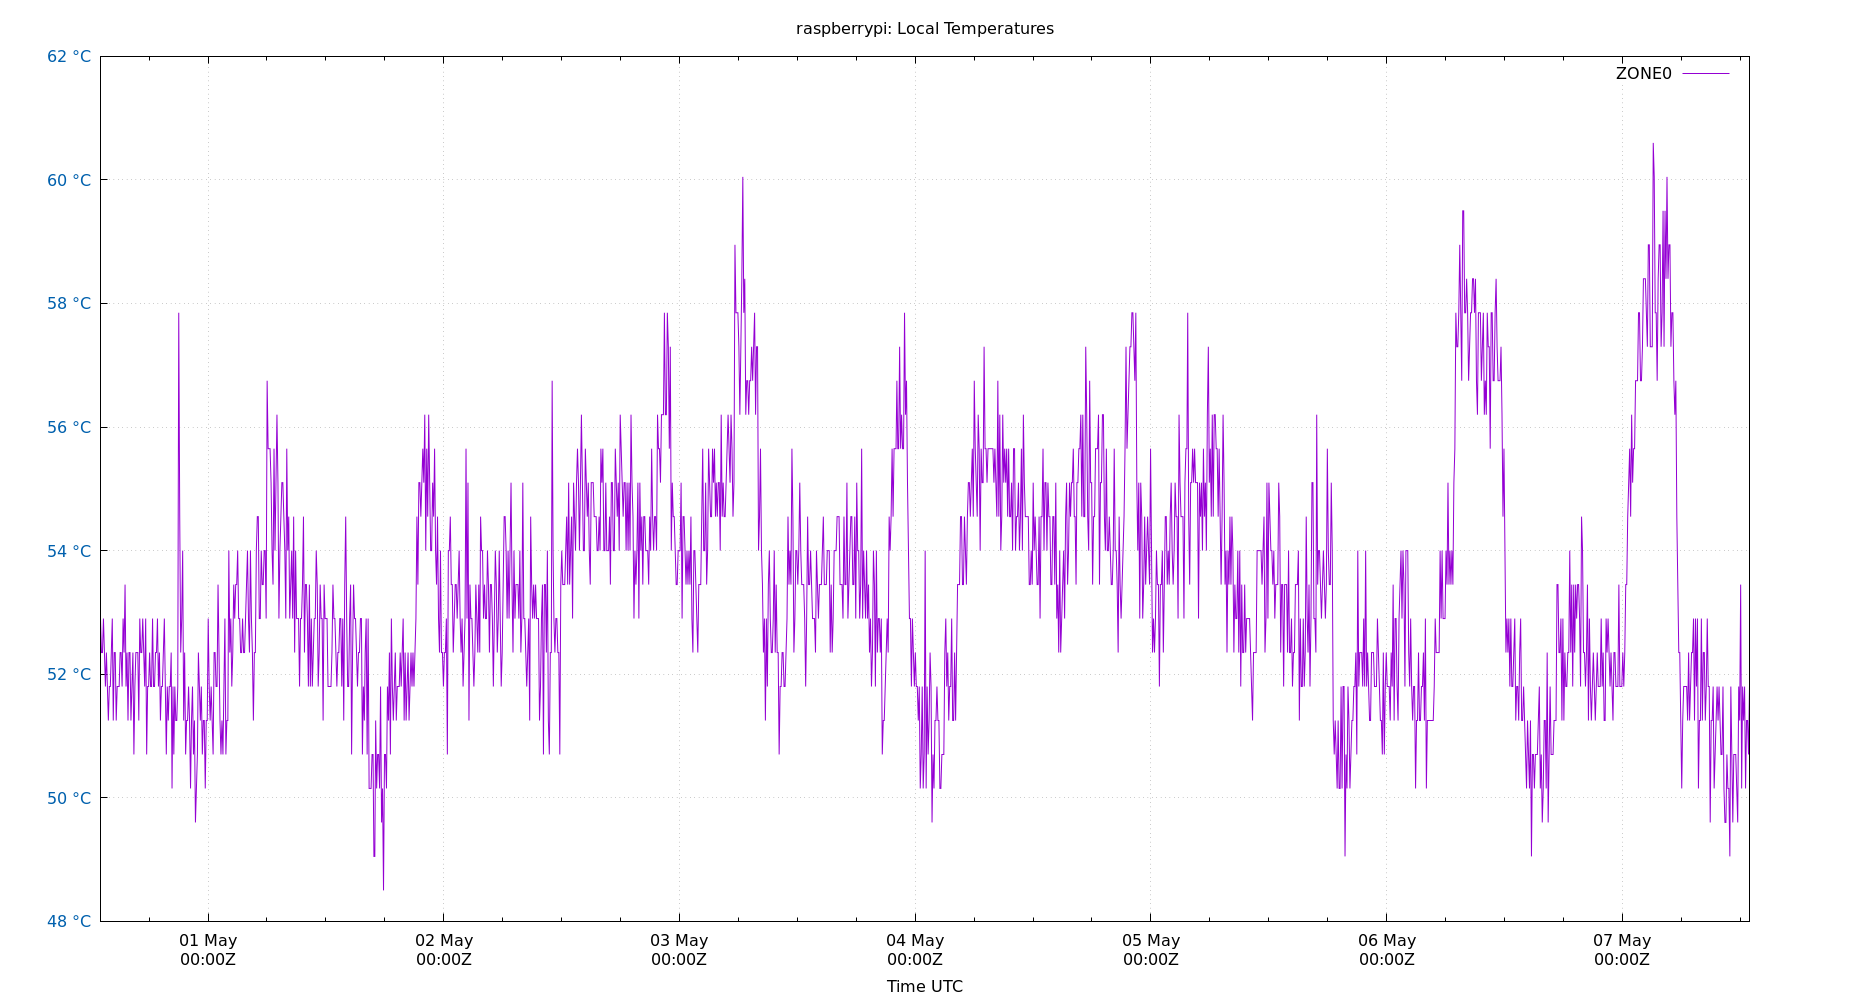 raspberrypi: Local Temperatures
62 °C
ZONE0
60 °C
58 °C
56 °C
54 °C
52 °C
50 °C
48 °C
01 May 02 May 03 May 04 May 05 May 06 May 07 May
00:00Z 00:00Z 00:00Z 00:00Z 00:00Z 00:00Z 00:00Z
Time UTC